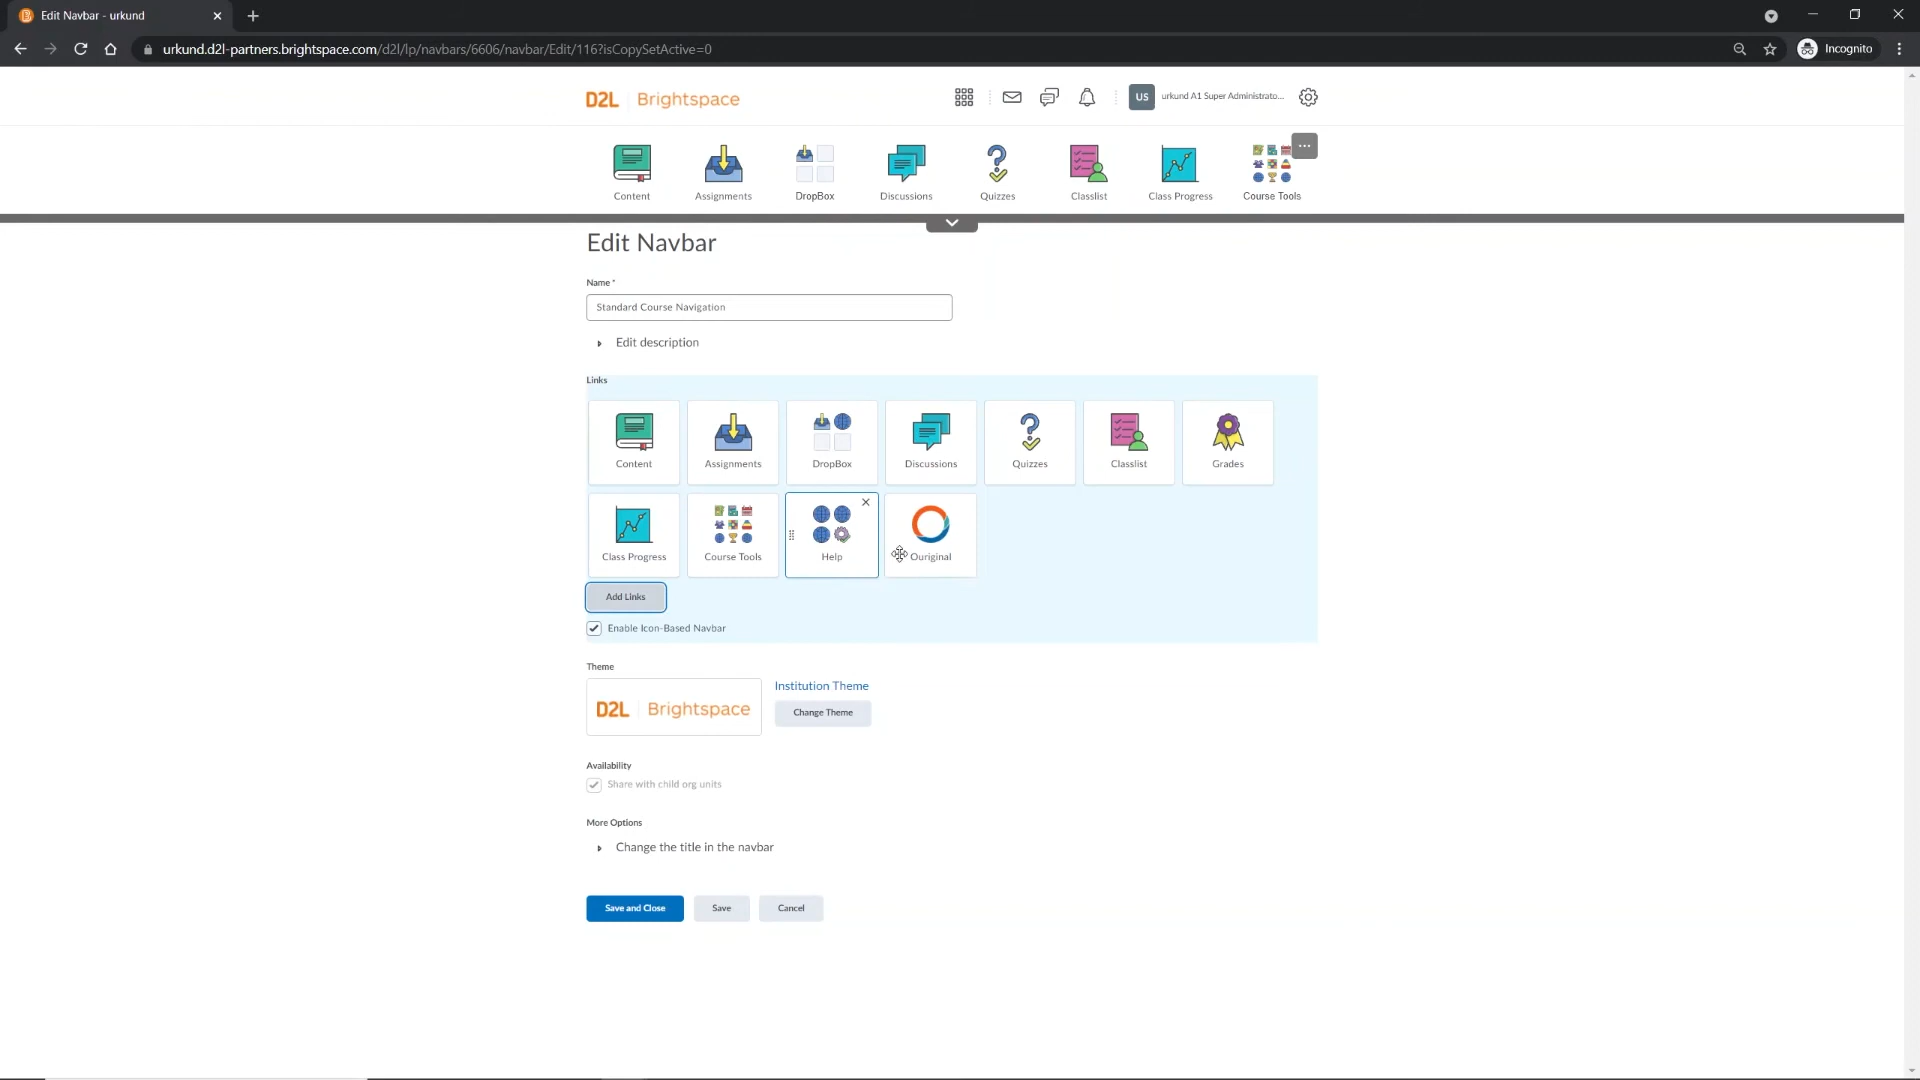 Edit Navbar - urkund
urkund.d2l-partners.brightspace.com/d2l/lp/navbars/6606/navbar/Edit/116?isCopySetActive=0
Incognito
D2L Brightspace
US
urkund A1 Super Administrato...
Content
Assignments
DropBox
Discussions
Quizzes
Classlist
Class Progress
Course Tools
Edit Navbar
Name *
Standard Course Navigation
Edit description
Links
Content
Assignments
DropBox
Discussions
Quizzes
Classlist
Grades
Class Progress
Course Tools
Help
Ouriginal
Add Links
Enable Icon-Based Navbar
Theme
D2L Brightspace
Institution Theme
Change Theme
Availability
Share with child org units
More Options
Change the title in the navbar
Save and Close
Save
Cancel